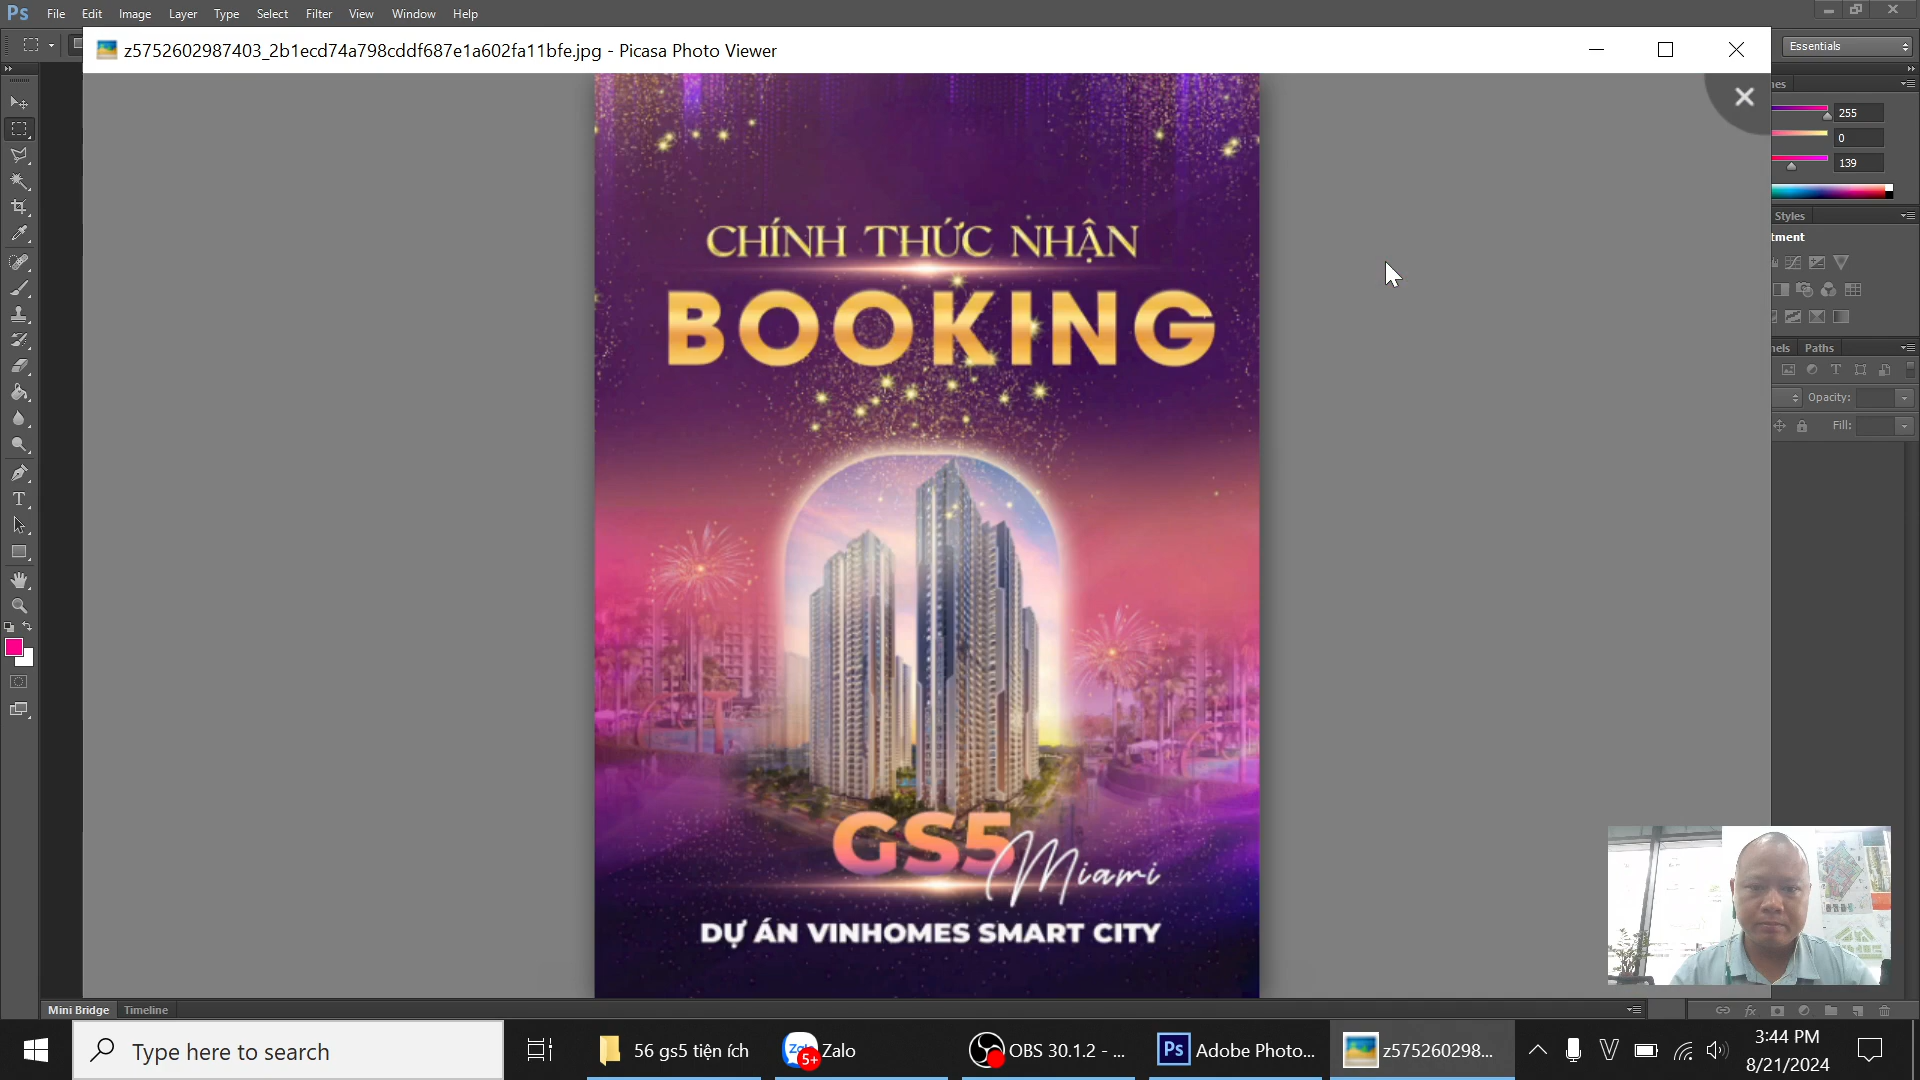 Ps File Edit Image Layer Type Select Filter View Window Help
z5752602987403_2b1ecd74a798cddf687e1a602fa11bfe.jpg - Picasa Photo Viewer
Essentials
255
0
139
Styles
Paths
Opacity:
Fill:
CHÍNH THỨC NHẬN
BOOKING
GS5
Miami
DỰ ÁN VINHOMES SMART CITY
Mini Bridge Timeline
Type here to search
56 gs5 tiện ích
5+ Zalo
OBS 30.1.2 - ...
Ps Adobe Photo...
z575260298...
3:44 PM
8/21/2024